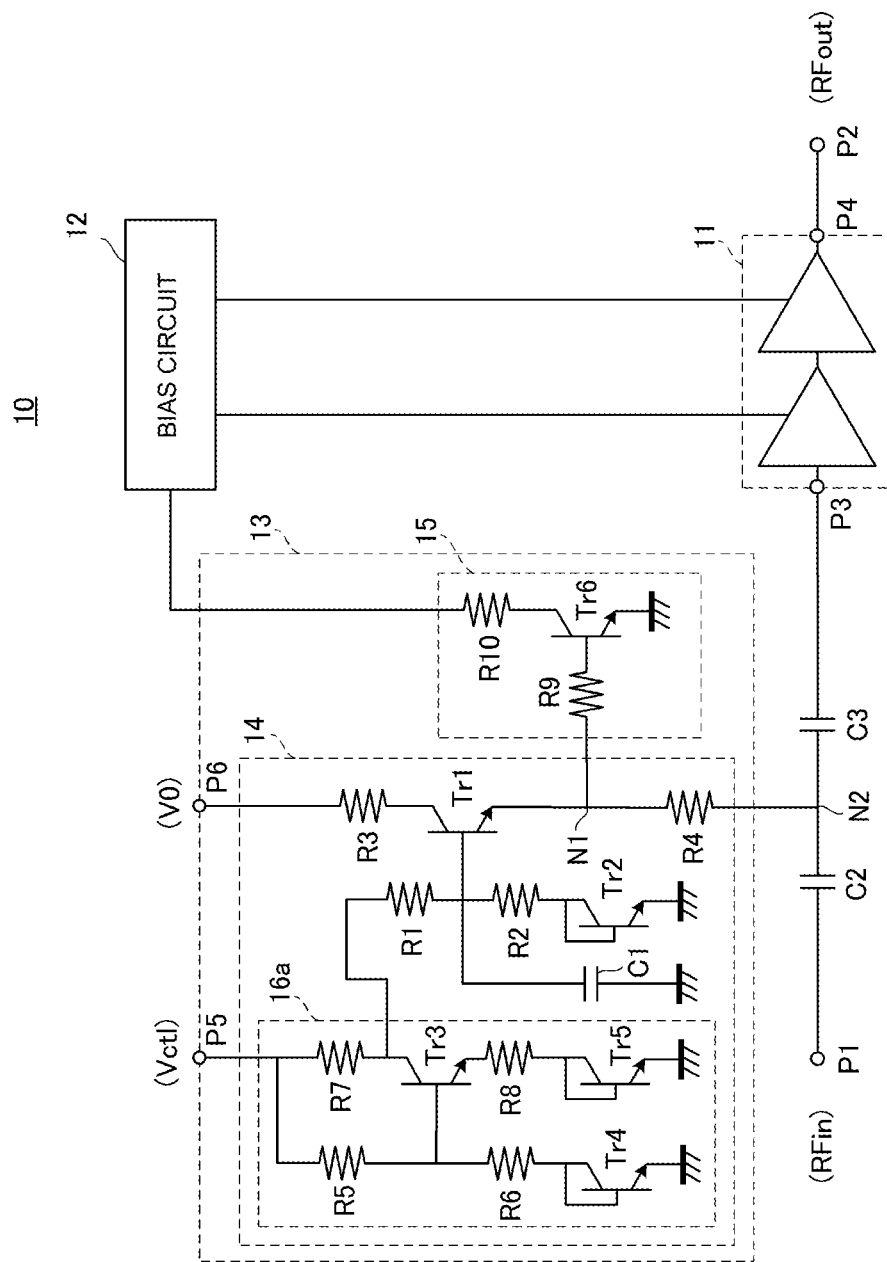 10
12
BIAS CIRCUIT
11
P4
P2
(RFout)
P3
13
15
R10
Tr6
R9
14
(V0)
P6
R3
Tr1
N1
R4
N2
C3
C2
R1
R2
Tr2
C1
16a
(Vctl)
P5
R7
Tr3
R8
Tr5
R5
R6
Tr4
P1
(RFin)